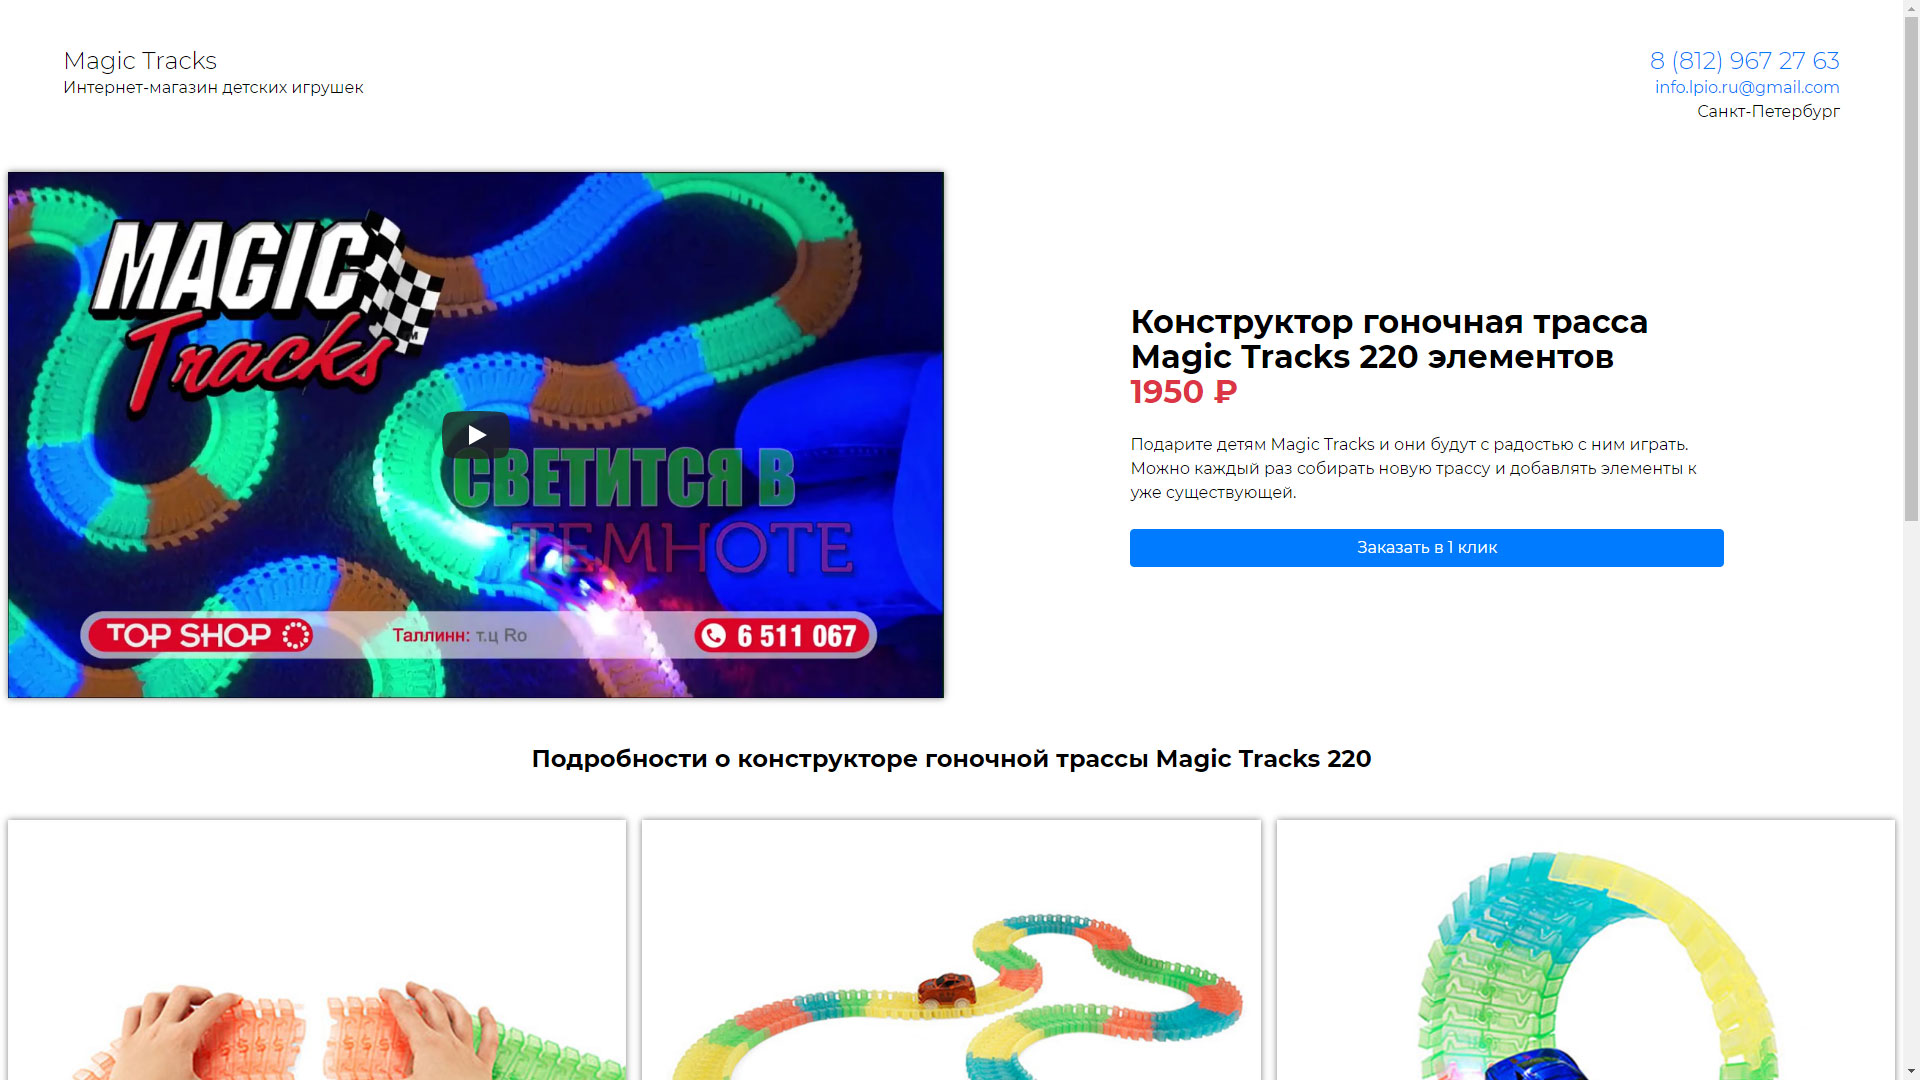 Magic Tracks
Интернет-магазин детских игрушек
8 (812) 967 27 63
info.lpio.ru@gmail.com
Санкт-Петербург
MAGIC
Tracks
СВЕТИТСЯ В
ТЕМНОТЕ
TOP SHOP
Таллинн: т.ц Ro
6 511 067
Конструктор гоночная трасса
Magic Tracks 220 элементов
1950 ₽
Подарите детям Magic Tracks и они будут с радостью с ним играть.
Можно каждый раз собирать новую трассу и добавлять элементы к
уже существующей.
Заказать в 1 клик
Подробности о конструкторе гоночной трассы Magic Tracks 220